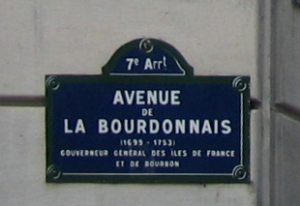 7e Arrt
AVENUE
DE
LA BOURDONNAIS
(1699 - 1753)
GOUVERNEUR GÉNÉRAL DES ILES DE FRANCE
ET DE BOURBON